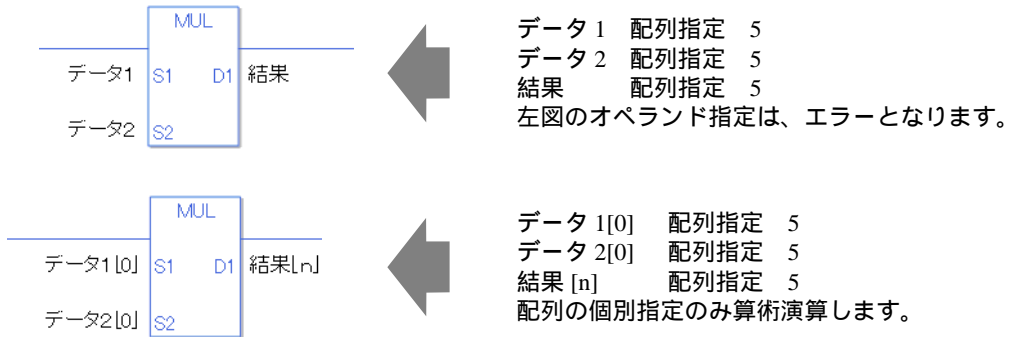 MUL
データ1 S1 D1 結果
データ2 S2
データ 1 配列指定 5
データ 2 配列指定 5
結果 配列指定 5
左図のオペランド指定は、エラーとなります。
MUL
データ1[0] S1 D1 結果[n]
データ2[0] S2
データ 1[0] 配列指定 5
データ 2[0] 配列指定 5
結果 [n] 配列指定 5
配列の個別指定のみ算術演算します。